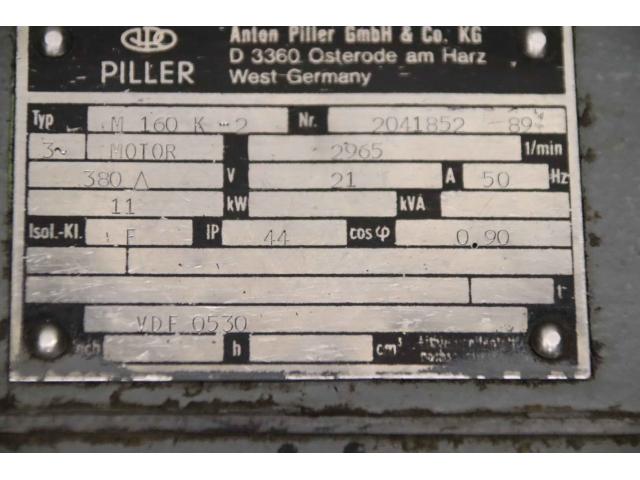 Anton Piller GmbH & Co. KG
D 3360 Osterode am Harz
PILLER West Germany
Typ M 160 K-2 Nr. 2041852 89
3~ MOTOR 2965 1/min
380 Δ V 21 A 50 Hz
11 kW kVA
Isol.-Kl. F IP 44 cos φ 0,90
t
VDE 0530
h cm³